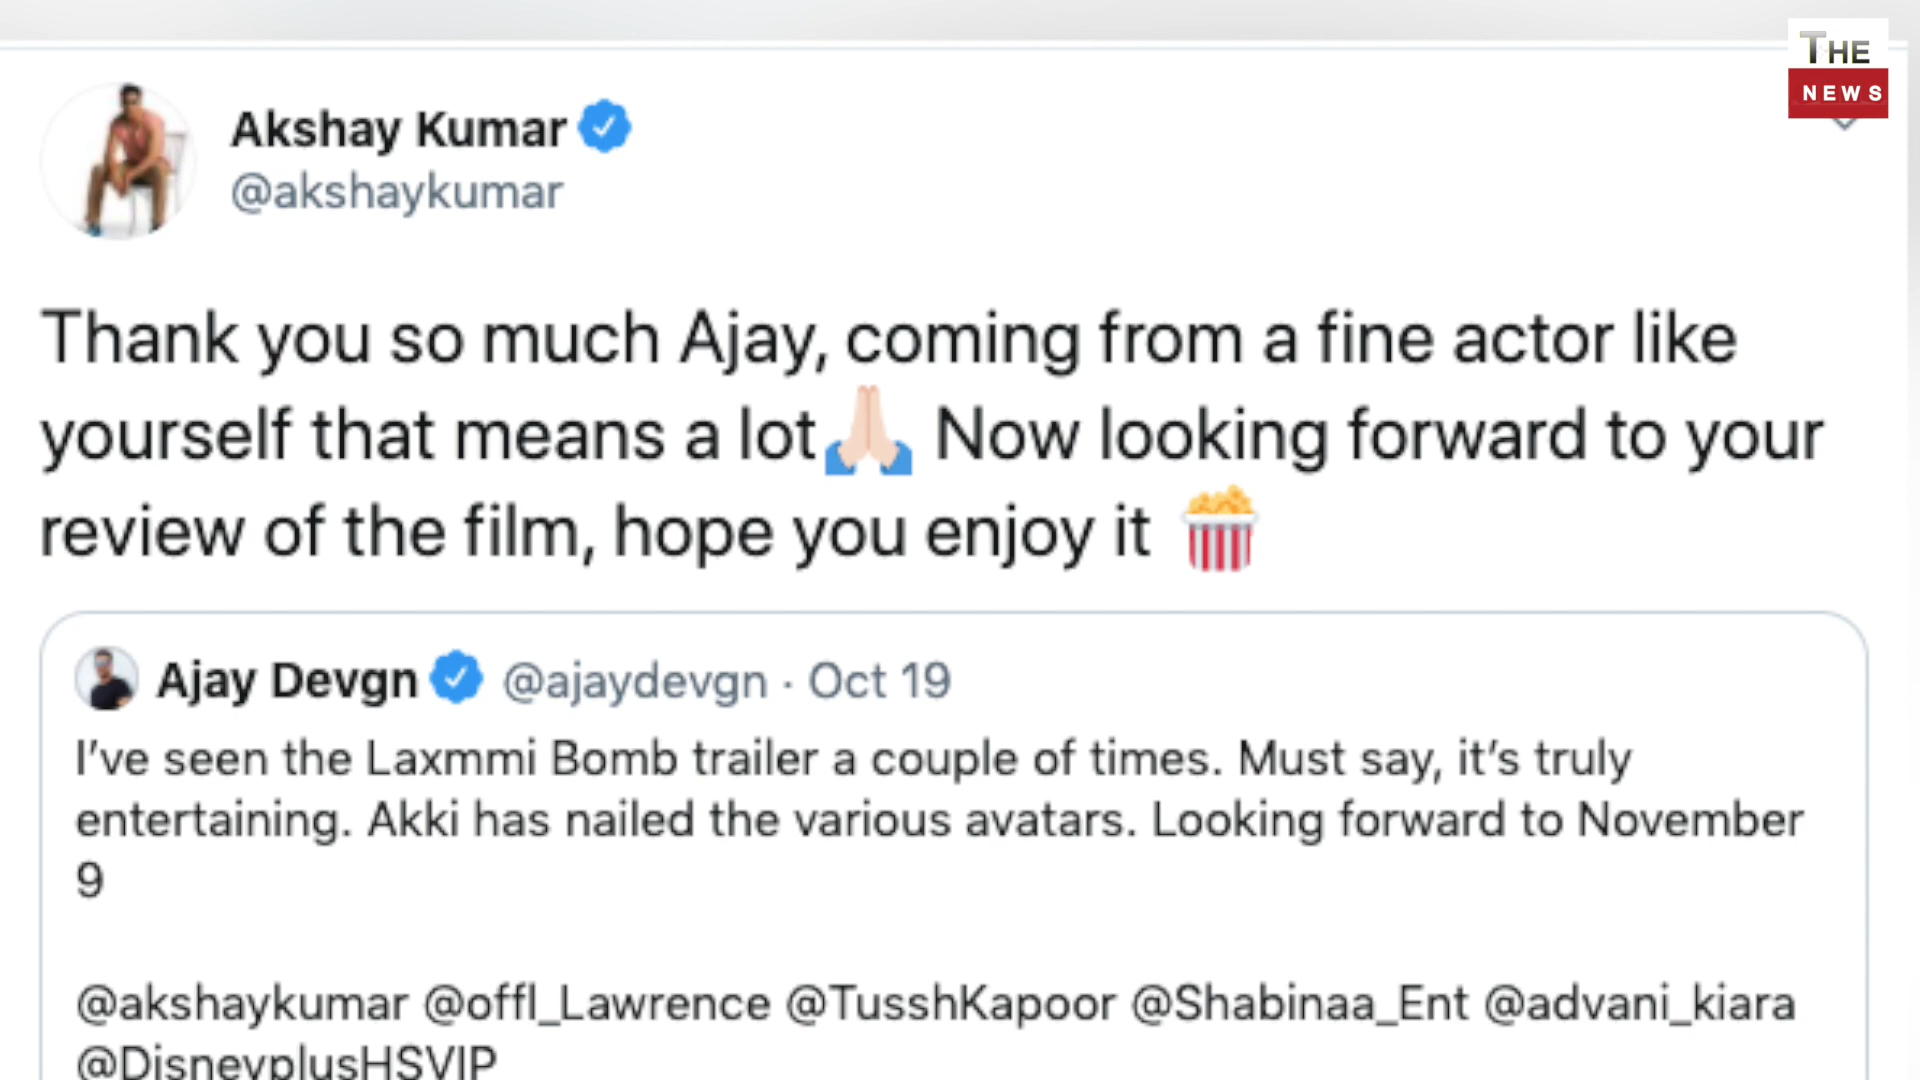 THE
NEWS
Akshay Kumar
@akshaykumar
Thank you so much Ajay, coming from a fine actor like
yourself that means a lot🙏🏻 Now looking forward to your
review of the film, hope you enjoy it 🍿
Ajay Devgn @ajaydevgn · Oct 19
I’ve seen the Laxmmi Bomb trailer a couple of times. Must say, it’s truly
entertaining. Akki has nailed the various avatars. Looking forward to November
9
@akshaykumar @offl_Lawrence @TusshKapoor @Shabinaa_Ent @advani_kiara
@DisneyplusHSVIP